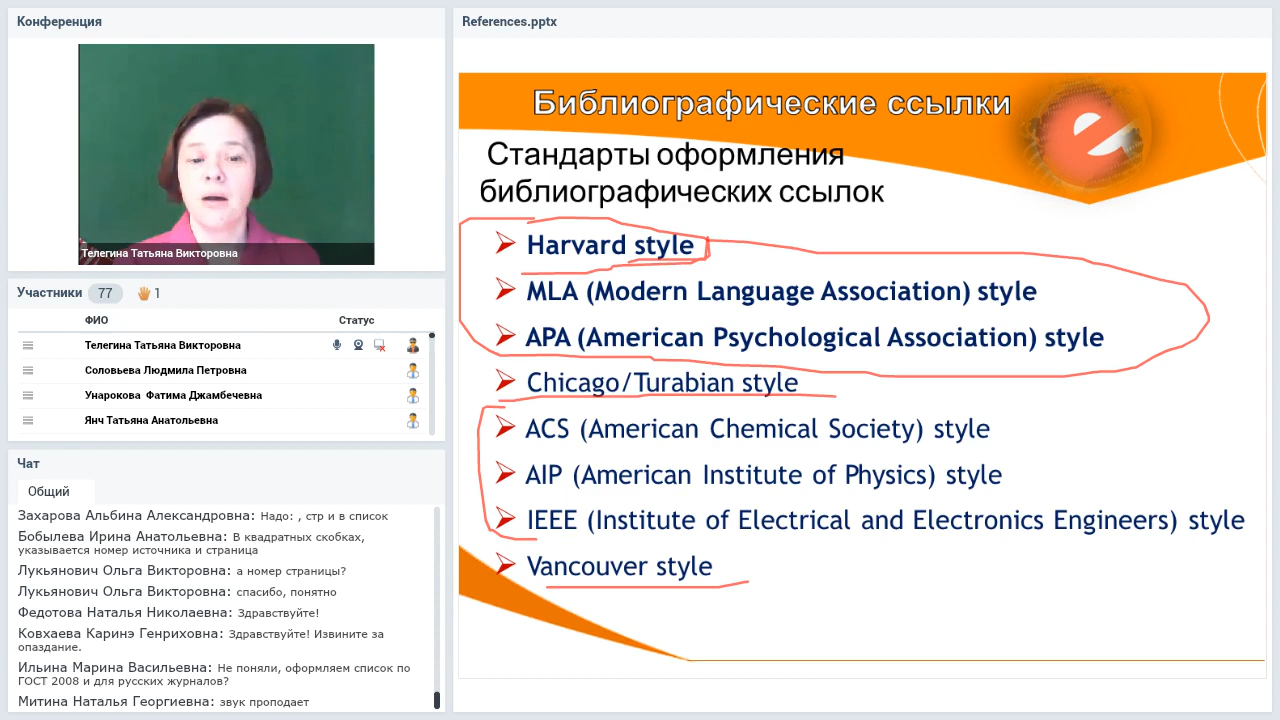 Конференция
Телегина Татьяна Викторовна
Участники 77 1
ФИО Статус
Телегина Татьяна Викторовна
Соловьева Людмила Петровна
Унарокова Фатима Джамбечевна
Янч Татьяна Анатольевна
Чат
Общий
Захарова Альбина Александровна: Надо: , стр и в список
Бобылева Ирина Анатольевна: В квадратных скобках,
указывается номер источника и страница
Лукьянович Ольга Викторовна: а номер страницы?
Лукьянович Ольга Викторовна: спасибо, понятно
Федотова Наталья Николаевна: Здравствуйте!
Ковхаева Каринэ Генриховна: Здравствуйте! Извините за
опаздание.
Ильина Марина Васильевна: Не поняли, оформляем список по
ГОСТ 2008 и для русских журналов?
Митина Наталья Георгиевна: звук проподает
References.pptx
Библиографические ссылки
Стандарты оформления
библиографических ссылок
Harvard style
MLA (Modern Language Association) style
APA (American Psychological Association) style
Chicago/Turabian style
ACS (American Chemical Society) style
AIP (American Institute of Physics) style
IEEE (Institute of Electrical and Electronics Engineers) style
Vancouver style